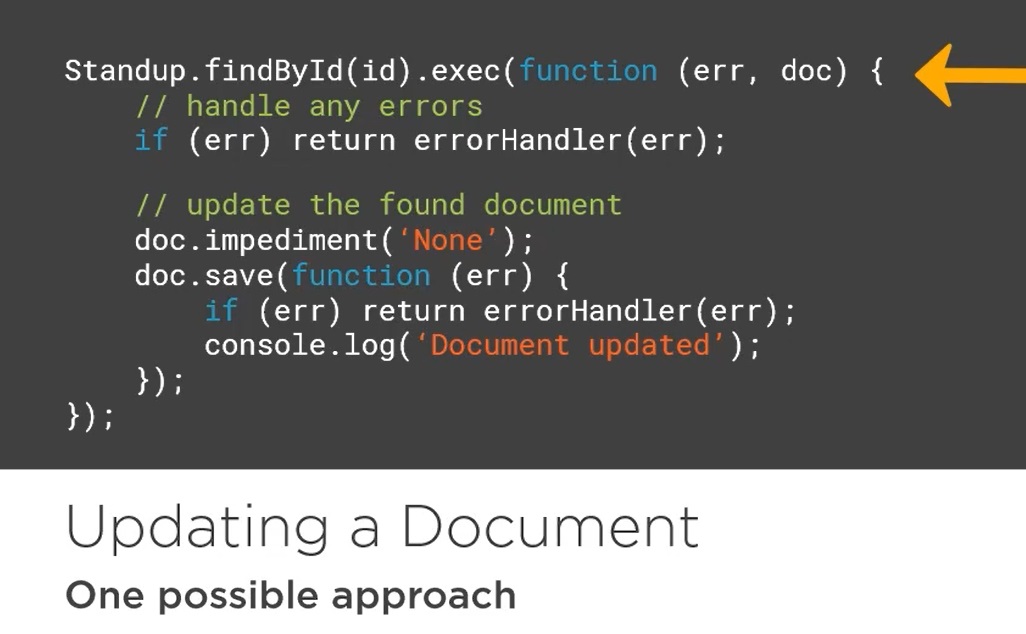 Standup.findById(id).exec(function (err, doc) {
    // handle any errors
    if (err) return errorHandler(err);

    // update the found document
    doc.impediment(‘None’);
    doc.save(function (err) {
        if (err) return errorHandler(err);
        console.log(‘Document updated’);
    });
});
Updating a Document
One possible approach